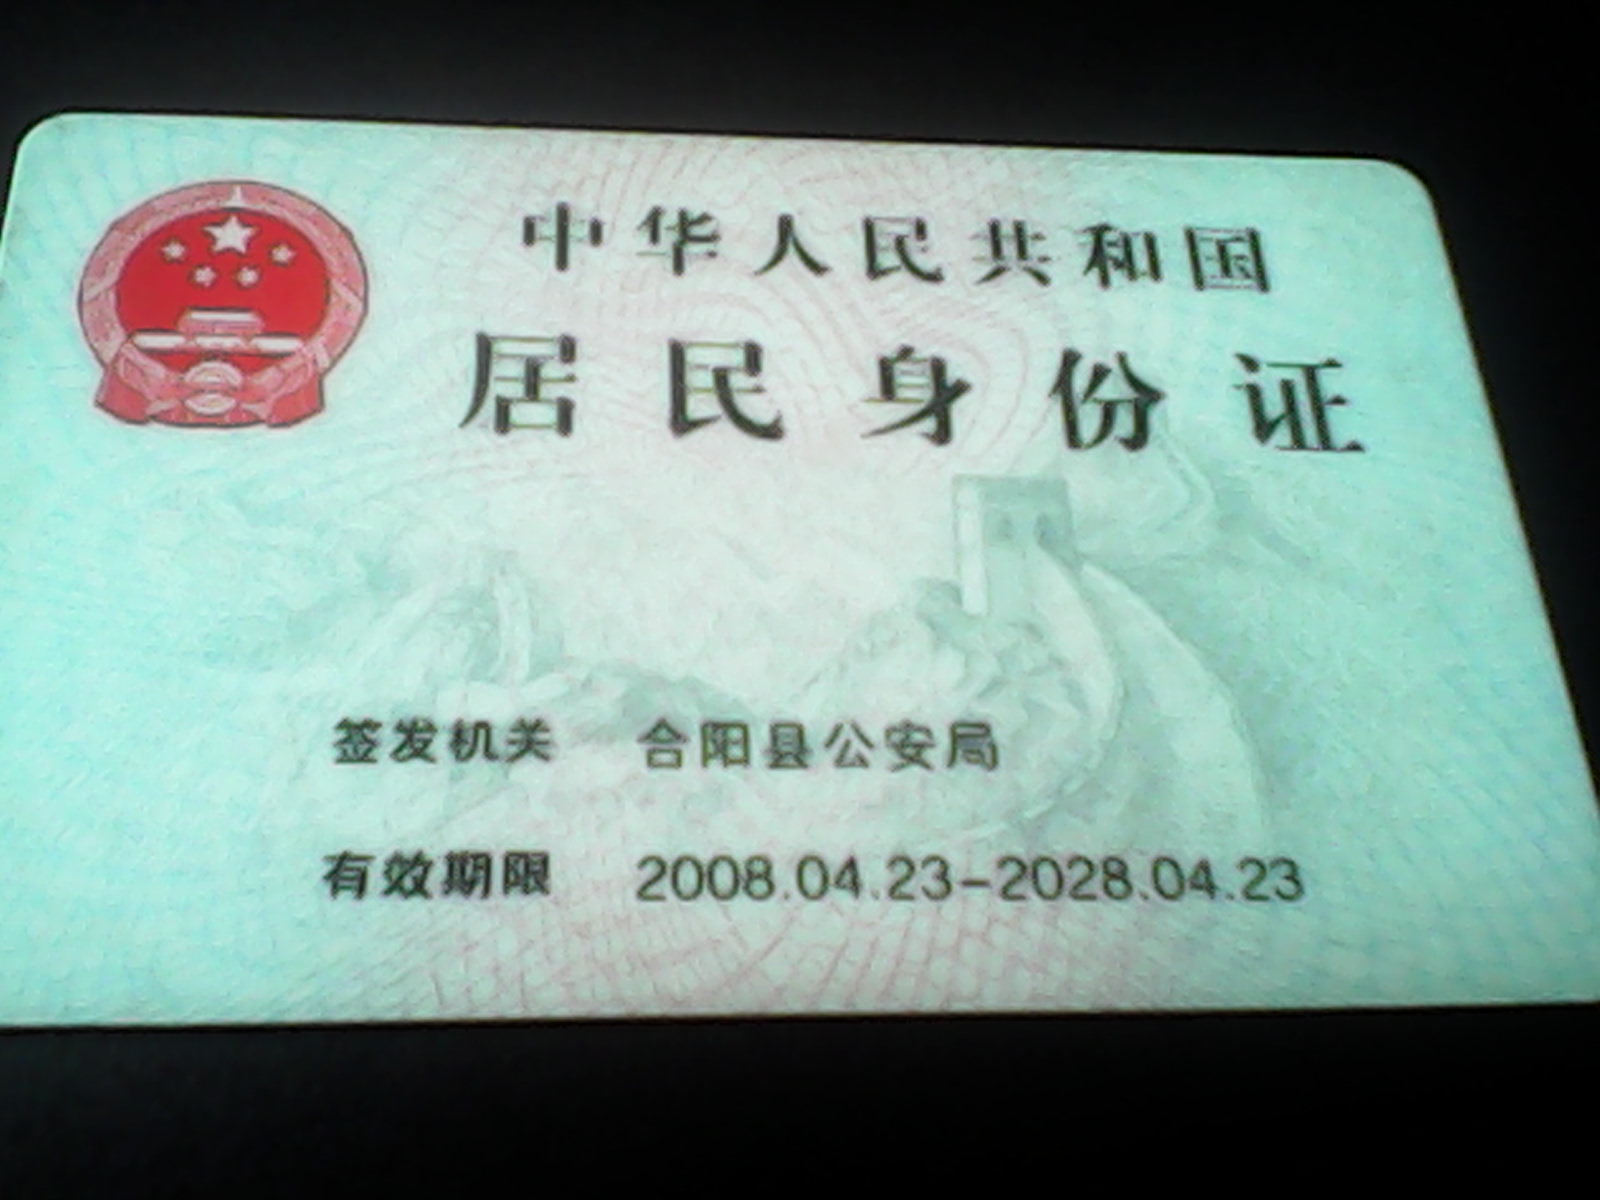 中华人民共和国
居民身份证
签发机关 合阳县公安局
有效期限 2008.04.23-2028.04.23